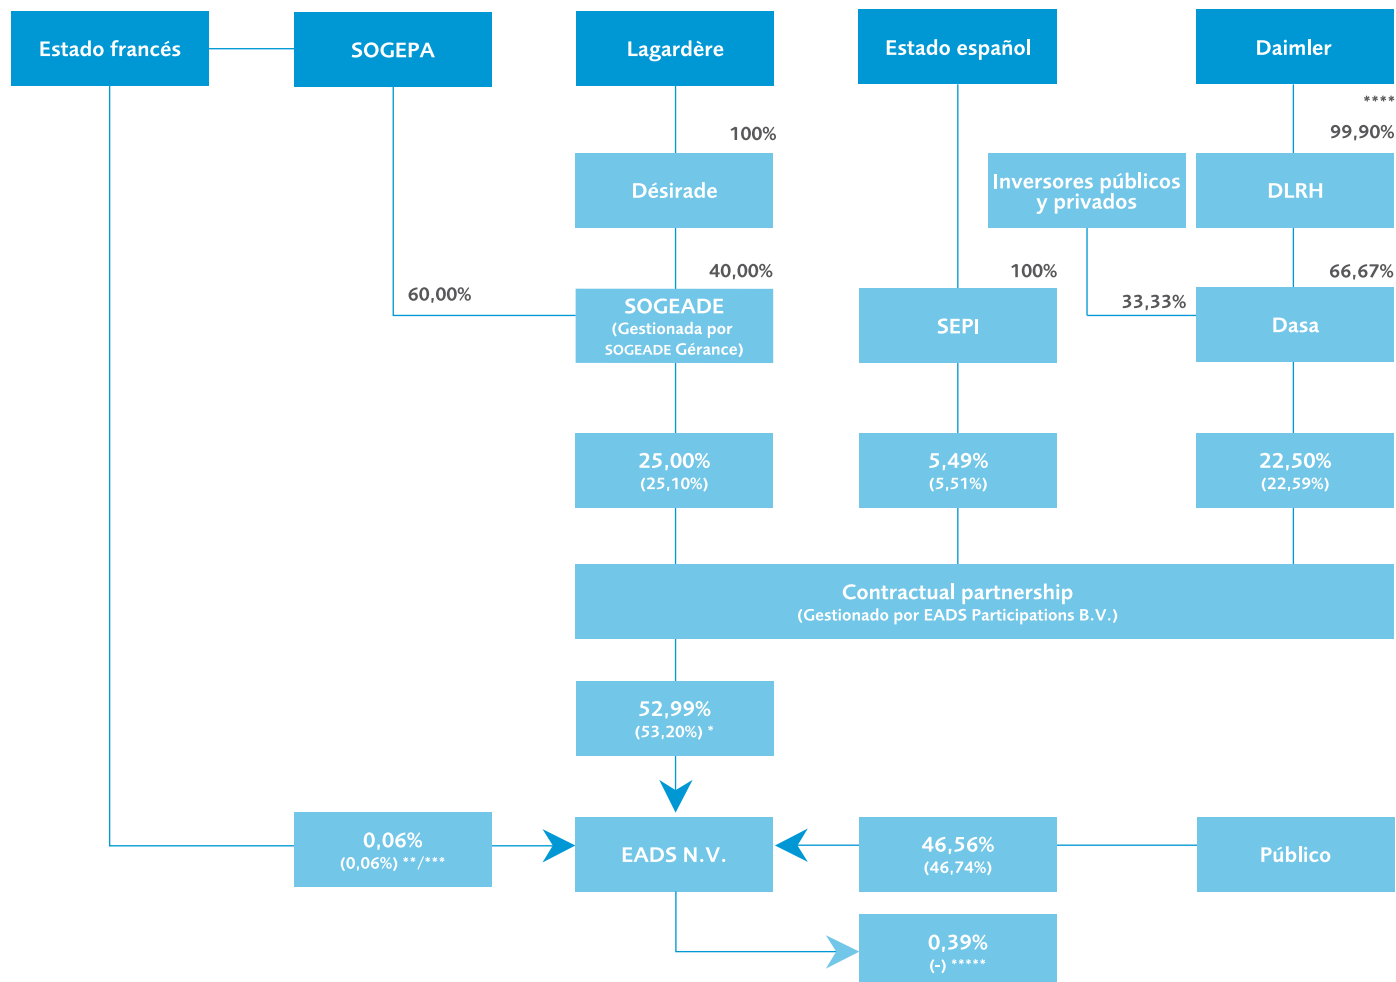 Estado francés
SOGEPA
Lagardère
Estado español
Daimler
****
100%
99,90%
Désirade
Inversores públicos
y privados
DLRH
40,00%
100%
66,67%
60,00%
33,33%
SOGEADE
(Gestionada por
SOGEADE Gérance)
SEPI
Dasa
25,00%
(25,10%)
5,49%
(5,51%)
22,50%
(22,59%)
Contractual partnership
(Gestionado por EADS Participations B.V.)
52,99%
(53,20%) *
0,06%
(0,06%) **/***
EADS N.V.
46,56%
(46,74%)
Público
0,39%
(-) *****